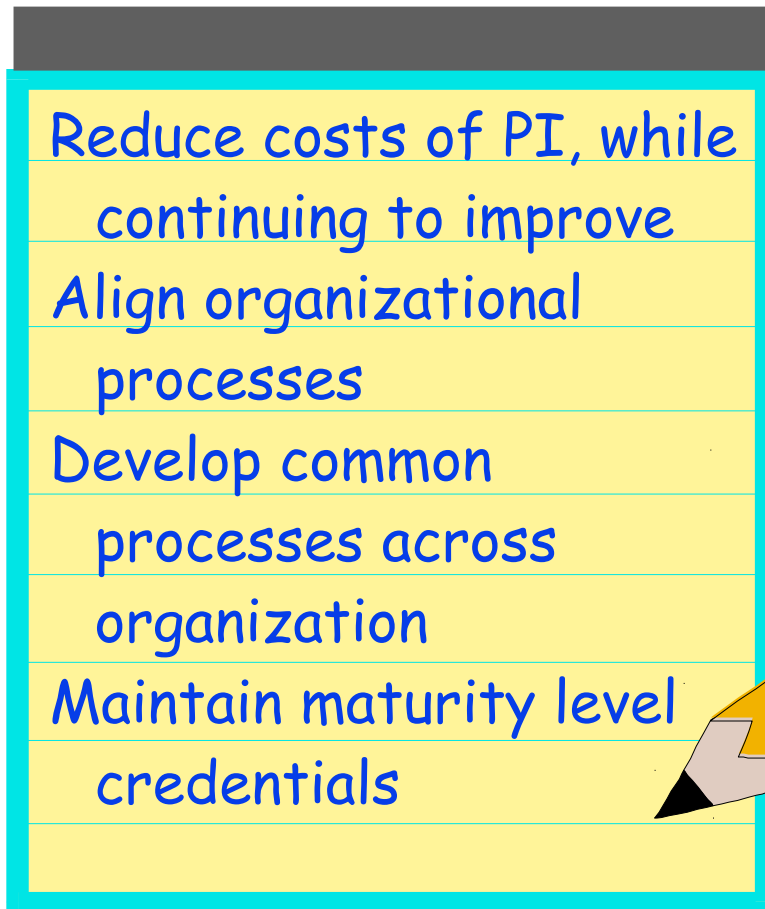 Reduce costs of PI, while
continuing to improve
Align organizational
processes
Develop common
processes across
organization
Maintain maturity level
credentials